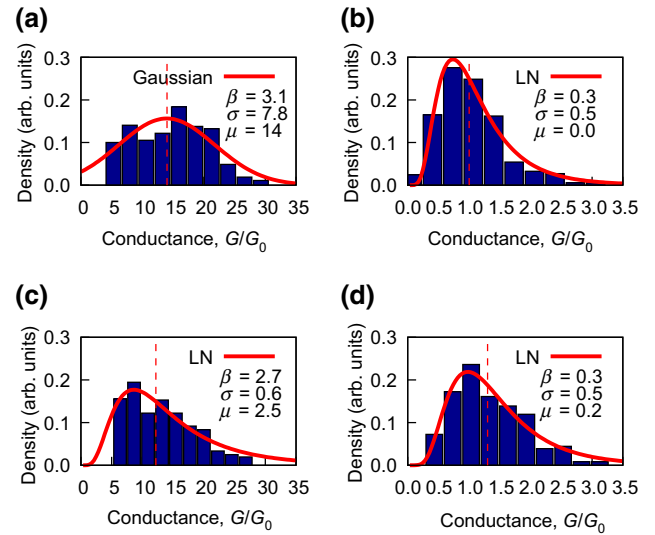 (a)
Density (arb. units)
0.3
0.2
0.1
0.0
Gaussian
β = 3.1
σ = 7.8
μ = 14
5 10 15 20 25 30 35
Conductance, G/G₀
(b)
Density (arb. units)
0.3
0.2
0.1
0.0
LN
β = 0.3
σ = 0.5
μ = 0.0
0.0 0.5 1.0 1.5 2.0 2.5 3.0 3.5
Conductance, G/G₀
(c)
Density (arb. units)
0.3
0.2
0.1
0.0
LN
β = 2.7
σ = 0.6
μ = 2.5
0 5 10 15 20 25 30 35
Conductance, G/G₀
(d)
Density (arb. units)
0.3
0.2
0.1
0.0
LN
β = 0.3
σ = 0.5
μ = 0.2
0.0 0.5 1.0 1.5 2.0 2.5 3.0 3.5
Conductance, G/G₀